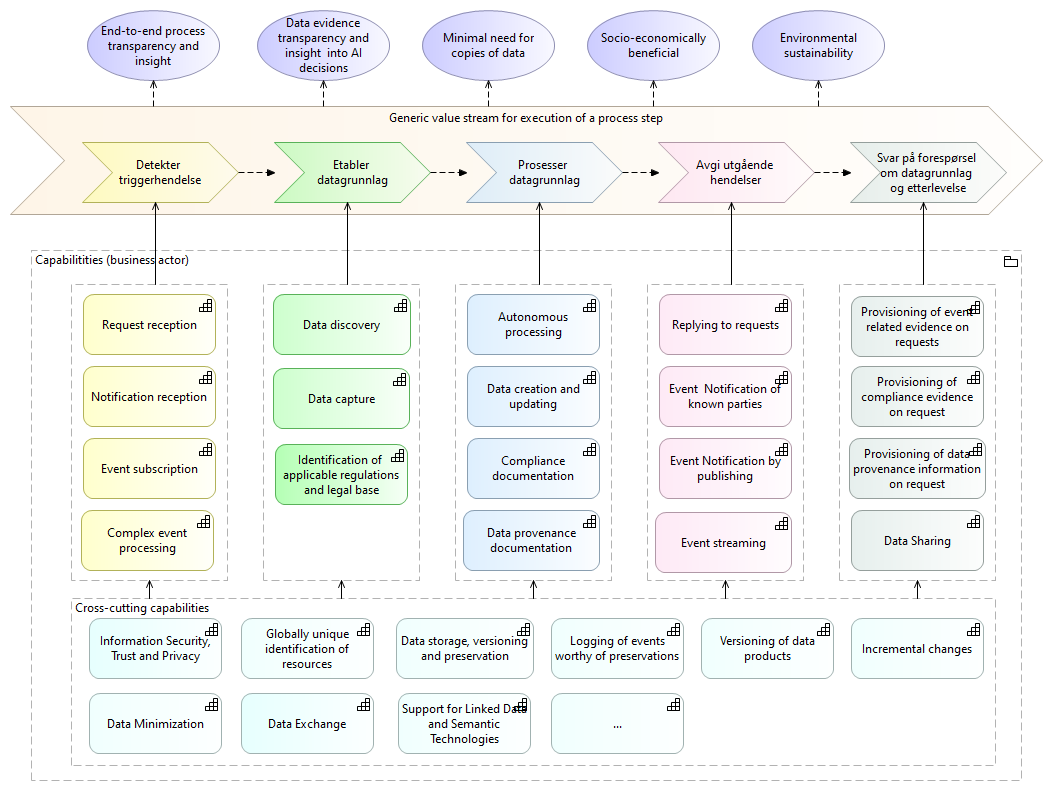 End-to-end process
transparency and
insight
Data evidence
transparency and
insight  into AI
decisions
Minimal need for
copies of data
Socio-economically
beneficial
Environmental
sustainability
Generic value stream for execution of a process step
Detekter
triggerhendelse
Etabler
datagrunnlag
Prosesser
datagrunnlag
Avgi utgående
hendelser
Svar på forespørsel
om datagrunnlag
og etterlevelse
Capabilitities (business actor)
Request reception
Notification reception
Event subscription
Complex event
processing
Data discovery
Data capture
Identification of
applicable regulations
and legal base
Autonomous
processing
Data creation and
updating
Compliance
documentation
Data provenance
documentation
Replying to requests
Event  Notification of
known parties
Event Notification by
publishing
Event streaming
Provisioning of event
related evidence on
requests
Provisioning of
compliance evidence
on request
Provisioning of data
provenance information
on request
Data Sharing
Cross-cutting capabilities
Information Security,
Trust and Privacy
Globally unique
identification of
resources
Data storage, versioning
and preservation
Logging of events
worthy of preservations
Versioning of data
products
Incremental changes
Data Minimization
Data Exchange
Support for Linked Data
and Semantic
Technologies
...